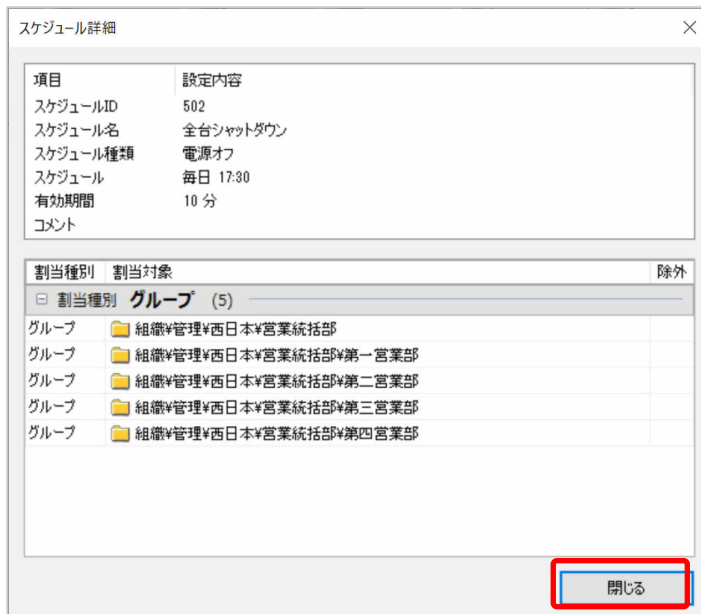 スケジュール詳細
項目 設定内容
スケジュールID 502
スケジュール名 全台シャットダウン
スケジュール種類 電源オフ
スケジュール 毎日 17:30
有効期間 10 分
コメント
割当種別 割当対象 除外
割当種別 グループ (5)
グループ 組織¥管理¥西日本¥営業統括部
グループ 組織¥管理¥西日本¥営業統括部¥第一営業部
グループ 組織¥管理¥西日本¥営業統括部¥第二営業部
グループ 組織¥管理¥西日本¥営業統括部¥第三営業部
グループ 組織¥管理¥西日本¥営業統括部¥第四営業部
閉じる